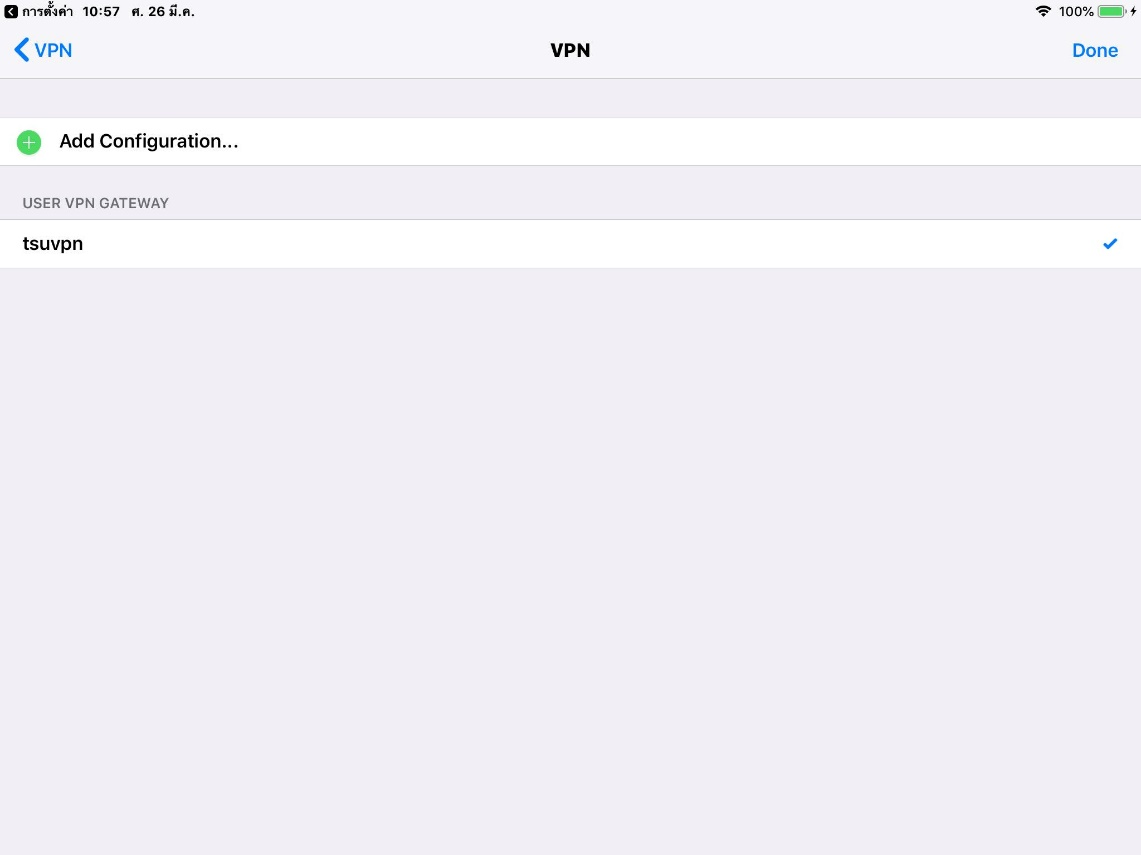 การตั้งค่า 10:57 ศ. 26 มี.ค. 100%
VPN VPN Done
Add Configuration...
USER VPN GATEWAY
tsuvpn